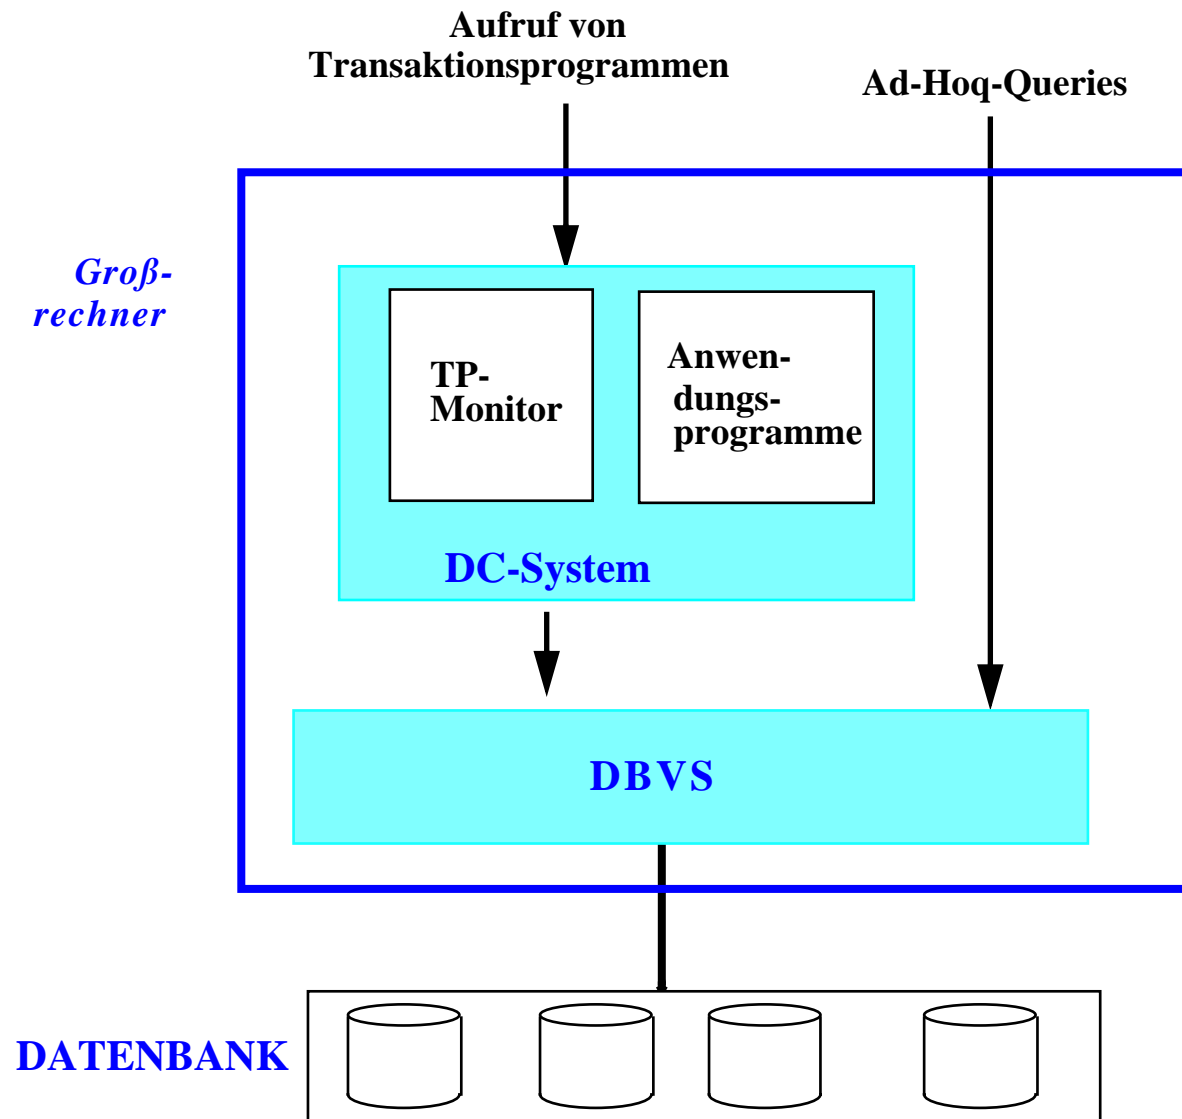 Aufruf von
Transaktionsprogrammen
Ad-Hoq-Queries
Groß-
rechner
TP-
Monitor
Anwen-
dungs-
programme
DC-System
DBVS
DATENBANK